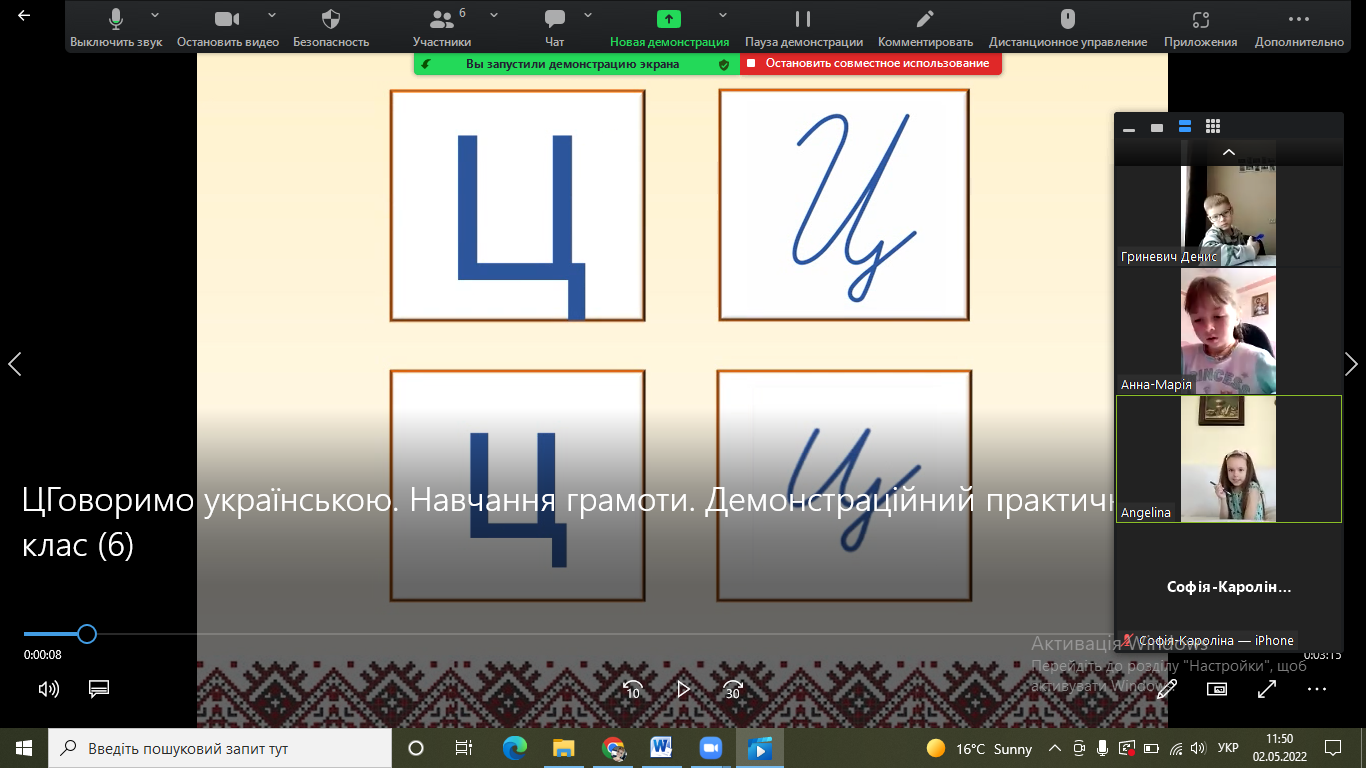 6
Выключить звук Остановить видео Безопасность Участники Чат Новая демонстрация Пауза демонстрации Комментировать Дистанционное управление Приложения Дополнительно
Вы запустили демонстрацию экрана Остановить совместное использование
Ц Ц
Гриневич Денис
PRINCESS
Анна-Марія
ц ц
ЦГоворимо українською. Навчання грамоти. Демонстраційний практичн
клас (6)
Angelina
Софія-Каролін...
Софія-Кароліна — iPhone
Активація Windows
0:00:08 0:03:15
Перейдіть до розділу "Настройки", щоб
активувати Windows
10 30
Введіть пошуковий запит тут 16°C Sunny УКР 11:50
02.05.2022